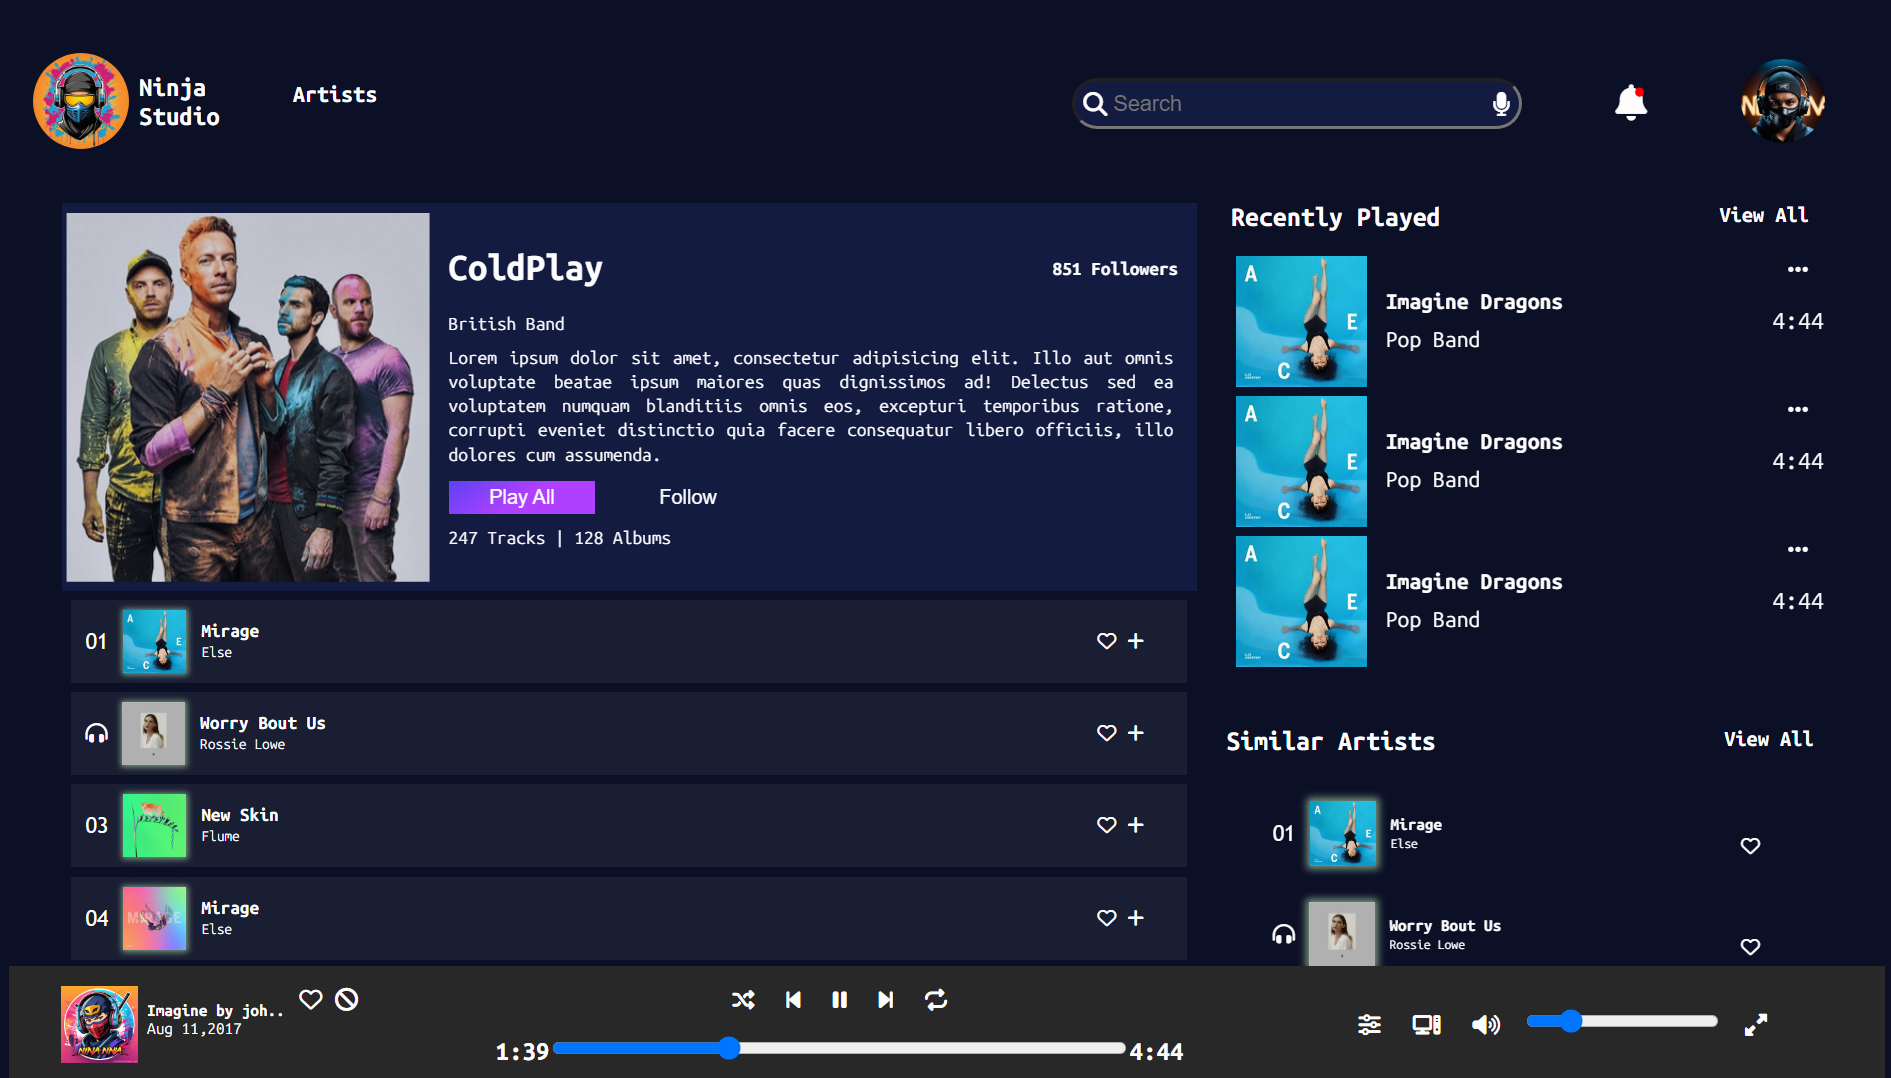 Ninja
Studio
Artists
Search
ColdPlay
851 Followers
British Band
Lorem ipsum dolor sit amet, consectetur adipisicing elit. Illo aut omnis
voluptate beatae ipsum maiores quas dignissimos ad! Delectus sed ea
voluptatem numquam blanditiis omnis eos, excepturi temporibus ratione,
corrupti eveniet distinctio quia facere consequatur libero officiis, illo
dolores cum assumenda.
Play All
Follow
247 Tracks | 128 Albums
01
A
E
C
Mirage
Else
Worry Bout Us
Rossie Lowe
03
New Skin
Flume
04
MIRAGE
Mirage
Else
Recently Played
View All
A
E
C
Imagine Dragons
Pop Band
4:44
A
E
C
Imagine Dragons
Pop Band
4:44
A
E
C
Imagine Dragons
Pop Band
4:44
Similar Artists
View All
01
A
E
C
Mirage
Else
Worry Bout Us
Rossie Lowe
Imagine by joh..
Aug 11,2017
1:39
4:44